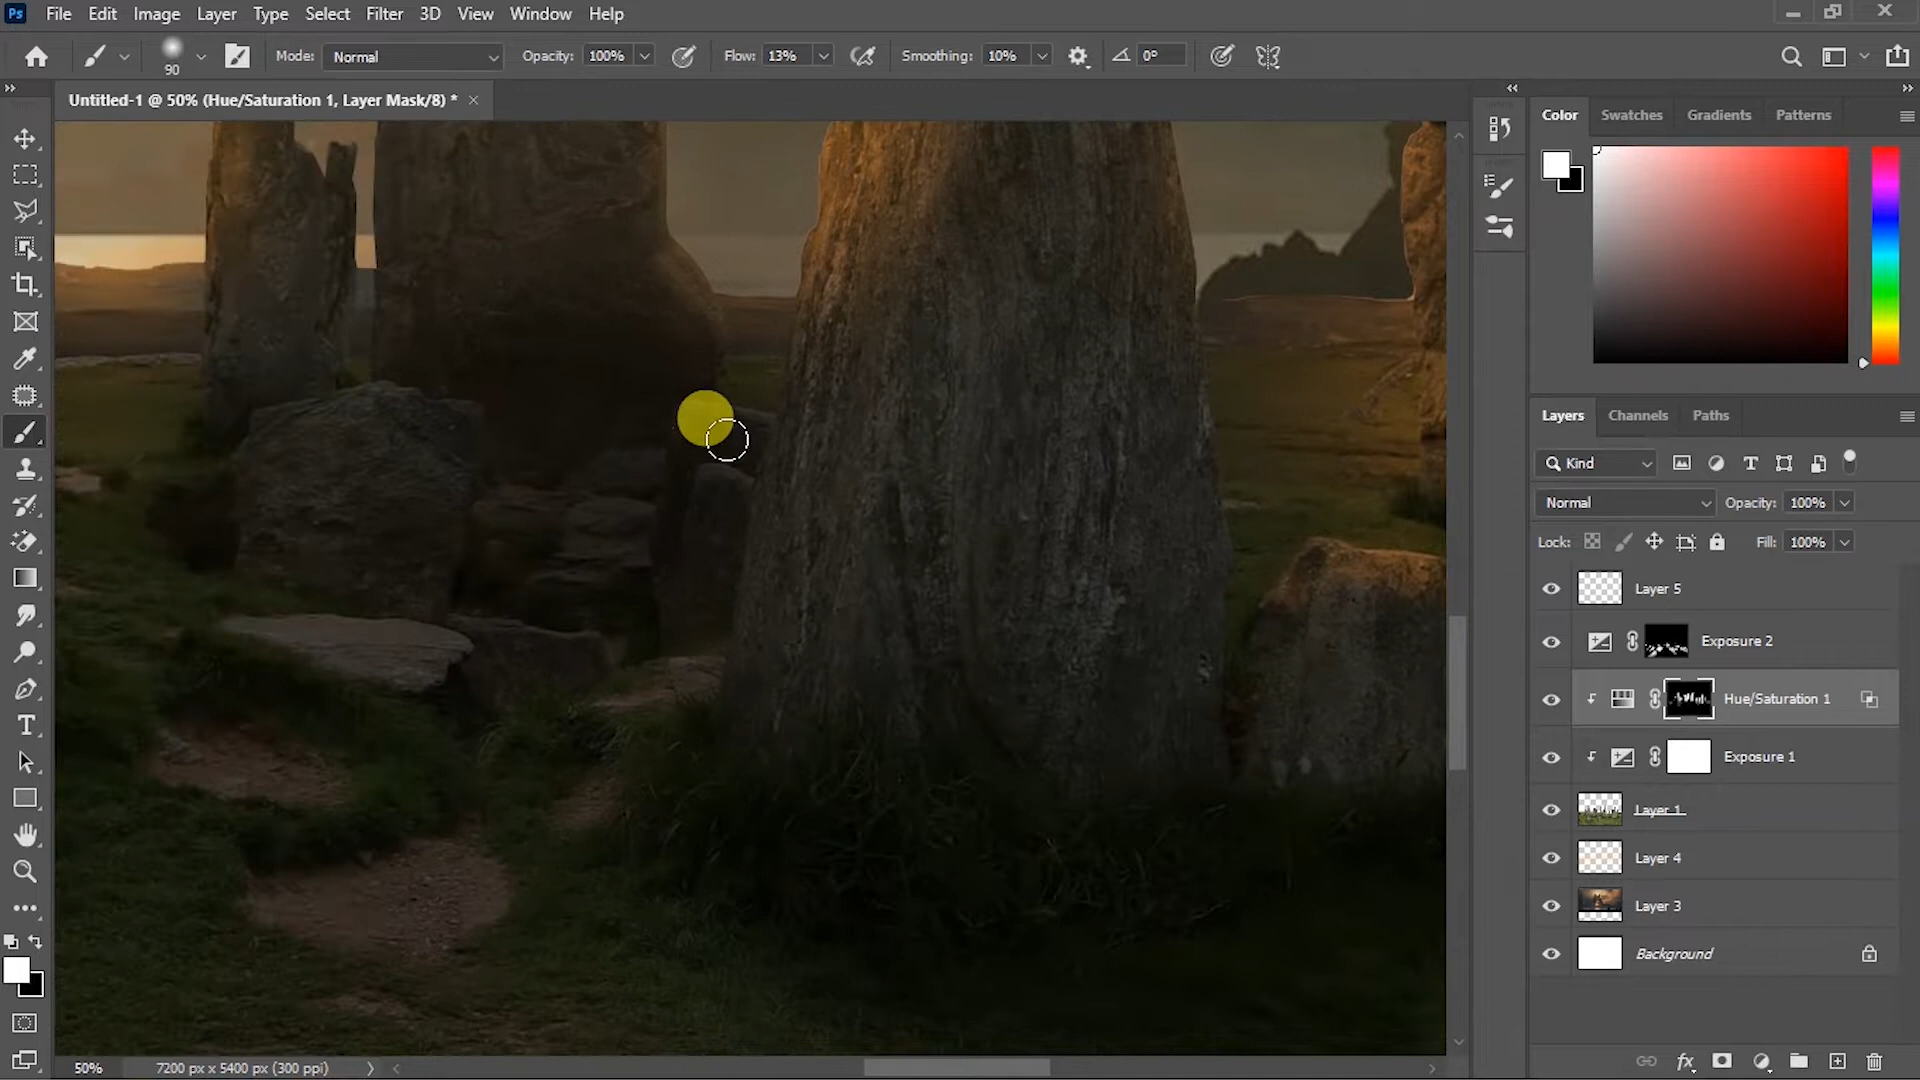 Ps File Edit Image Layer Type Select Filter 3D View Window Help
90 Mode: Normal Opacity: 100% Flow: 13% Smoothing: 10% 0°
Untitled-1 @ 50% (Hue/Saturation 1, Layer Mask/8) *
Color Swatches Gradients Patterns
Layers Channels Paths
Kind
Normal Opacity: 100%
Lock: Fill: 100%
Layer 5
Exposure 2
Hue/Saturation 1
Exposure 1
Layer 1
Layer 4
Layer 3
Background
50% 7200 px x 5400 px (300 ppi)
fx